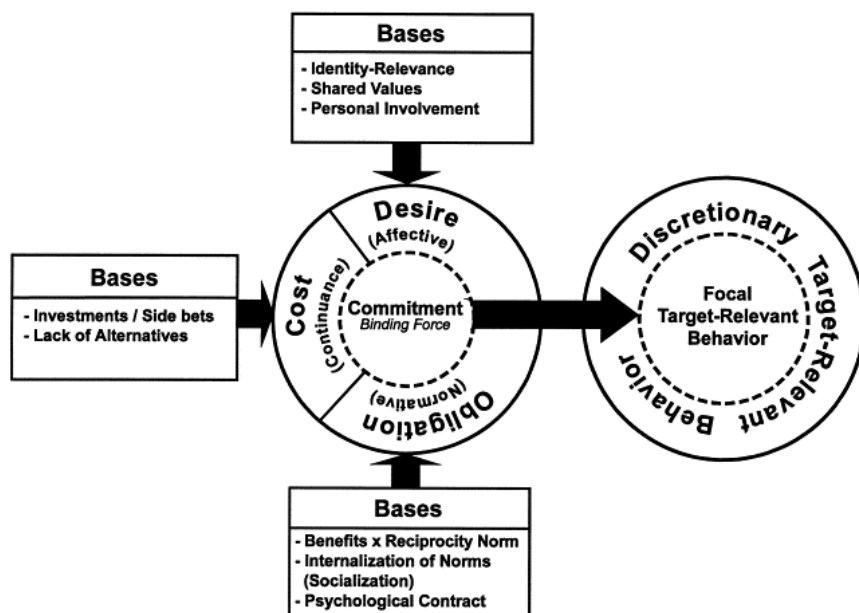 Bases
- Identity-Relevance
- Shared Values
- Personal Involvement
Bases
- Investments / Side bets
- Lack of Alternatives
Desire
(Affective)
Cost
(Continuance)
Commitment
Binding Force
(Normative)
Obligation
Discretionary Target-Relevant Behavior
Focal
Target-Relevant
Behavior
Bases
- Benefits x Reciprocity Norm
- Internalization of Norms
(Socialization)
- Psychological Contract